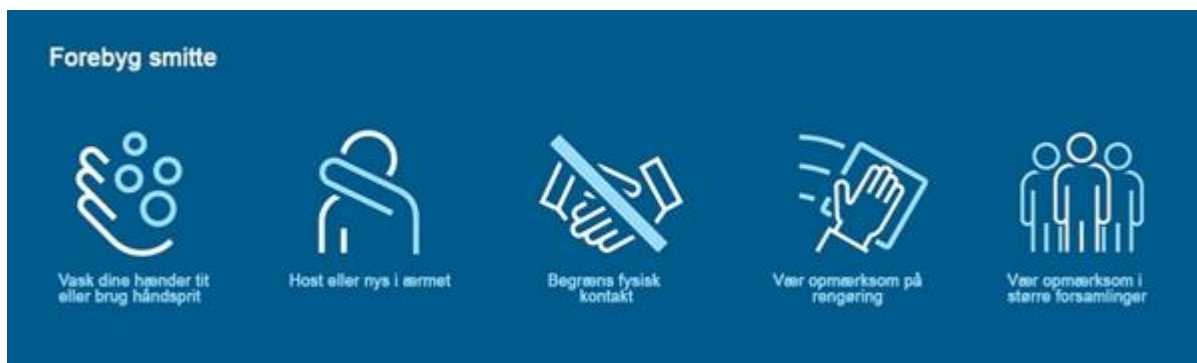 Forebyg smitte
Vask dine hænder tit
eller brug håndsprit
Host eller nys i ærmet
Begræns fysisk
kontakt
Vær opmærksom på
rengøring
Vær opmærksom i
større forsamlinger